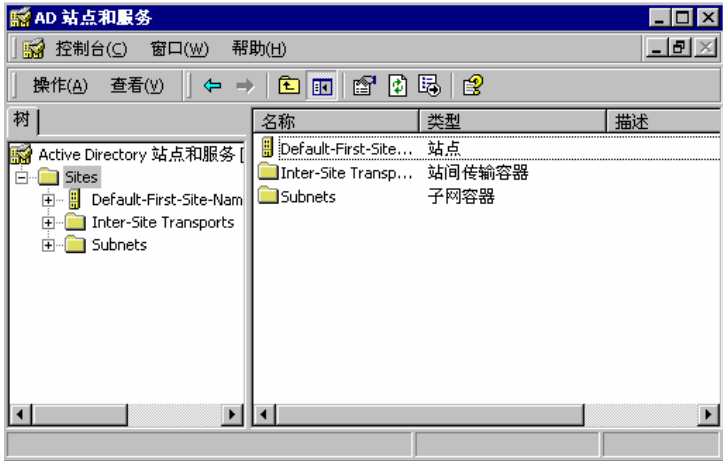 AD 站点和服务
控制台(C) 窗口(W) 帮助(H)
操作(A) 查看(V)
树
Active Directory 站点和服务 [
Sites
Default-First-Site-Nam
Inter-Site Transports
Subnets
名称 类型 描述
Default-First-Site... 站点
Inter-Site Transp... 站间传输容器
Subnets 子网容器